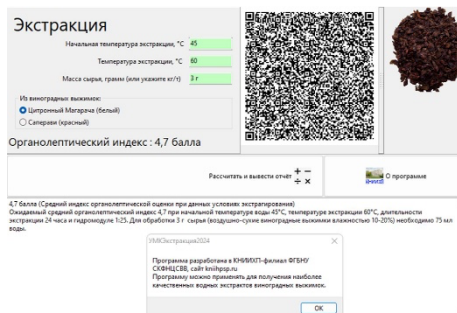 Экстракция
Начальная температура экстракции, °C 45
Температура экстракции, °C 60
Масса сырья, грамм (или укажите кг/т) 3 г
Из виноградных выжимок:
Цитронный Магарача (белый)
Саперави (красный)
Органолептический индекс : 4,7 балла
Рассчитать и вывести отчёт
О программе
4,7 балла (Средний индекс органолептической оценки при данных условиях экстрагирования)
Ожидаемый средний органолептический индекс 4,7 при начальной температуре воды 45°C, температуре экстракции 60°C, длительности
экстракции 24 часа и гидромодуле 1:25. Для обработки 3 г сырья (воздушно-сухие виноградные выжимки влажностью 10-20%) необходимо 75 мл
воды.
УМКЭкстракция2024
Программа разработана в КНИИХП–филиал ФГБНУ
СКФНЦСВВ, сайт kniihpsp.ru
Программу можно применять для получения наиболее
качественных водных экстрактов виноградных выжимок.
ОК